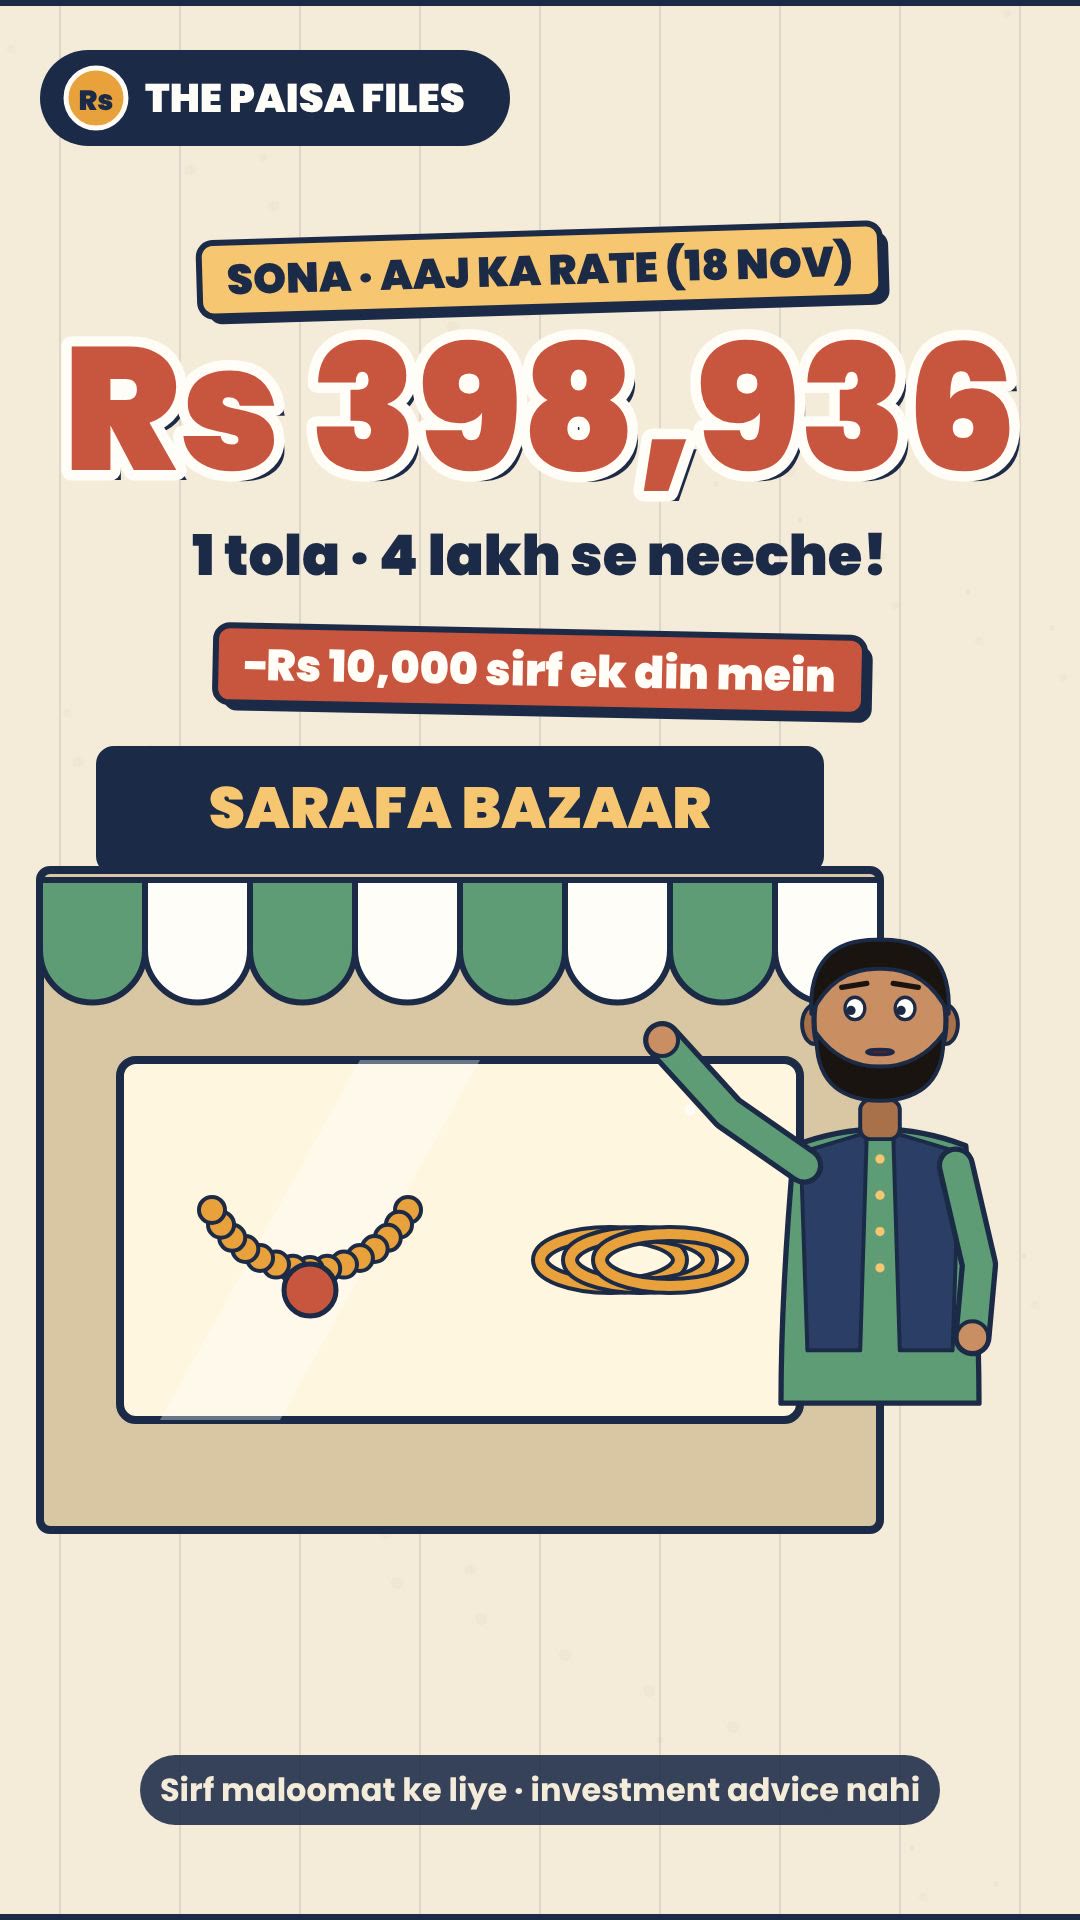 Rs THE PAISA FILES
SONA • AAJ KA RATE (18 NOV)
Rs 398,936
1 tola • 4 lakh se neeche!
-Rs 10,000 sirf ek din mein
SARAFA BAZAAR
Sirf maloomat ke liye • investment advice nahi